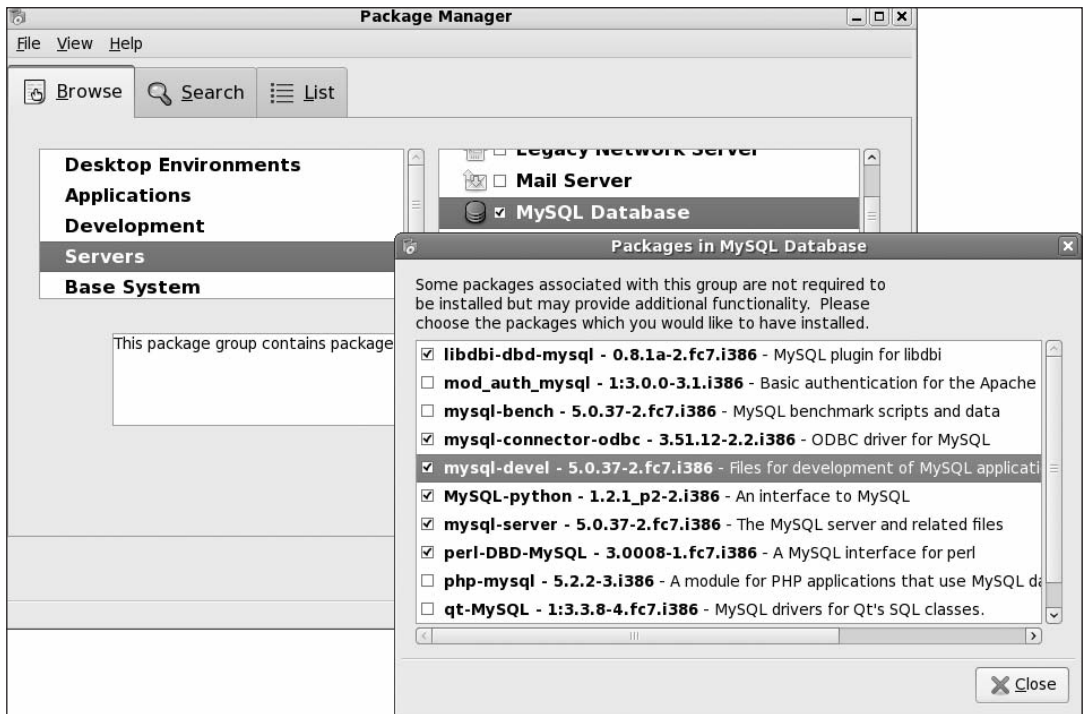 Package Manager
File View Help
Browse Search List
Desktop Environments
Applications
Development
Servers
Base System
Legacy Network Server
Mail Server
MySQL Database
This package group contains package
Packages in MySQL Database
Some packages associated with this group are not required to
be installed but may provide additional functionality. Please
choose the packages which you would like to have installed.
libdbi-dbd-mysql - 0.8.1a-2.fc7.i386 - MySQL plugin for libdbi
mod_auth_mysql - 1:3.0.0-3.1.i386 - Basic authentication for the Apache
mysql-bench - 5.0.37-2.fc7.i386 - MySQL benchmark scripts and data
mysql-connector-odbc - 3.51.12-2.2.i386 - ODBC driver for MySQL
mysql-devel - 5.0.37-2.fc7.i386 - Files for development of MySQL applicati
MySQL-python - 1.2.1_p2-2.i386 - An interface to MySQL
mysql-server - 5.0.37-2.fc7.i386 - The MySQL server and related files
perl-DBD-MySQL - 3.0008-1.fc7.i386 - A MySQL interface for perl
php-mysql - 5.2.2-3.i386 - A module for PHP applications that use MySQL da
qt-MySQL - 1:3.3.8-4.fc7.i386 - MySQL drivers for Qt's SQL classes.
Close